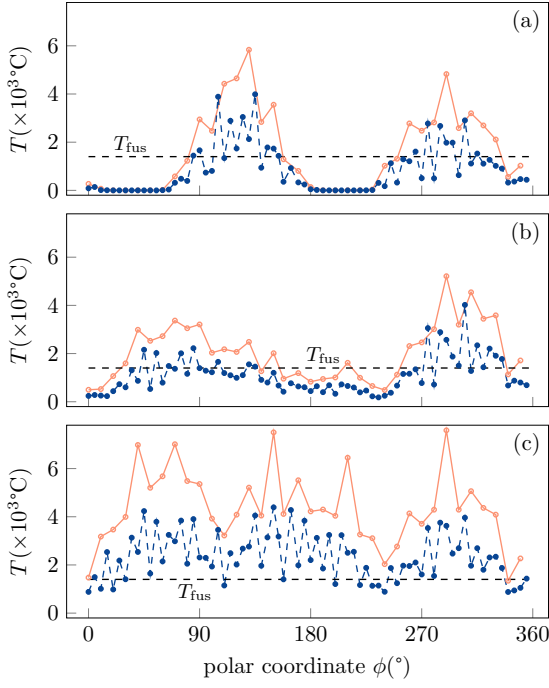 (a)
6
4
2
0
T(×10³°C)
T_fus
(b)
6
4
2
0
T(×10³°C)
T_fus
(c)
6
4
2
0
T(×10³°C)
T_fus
0 90 180 270 360
polar coordinate ϕ(°)